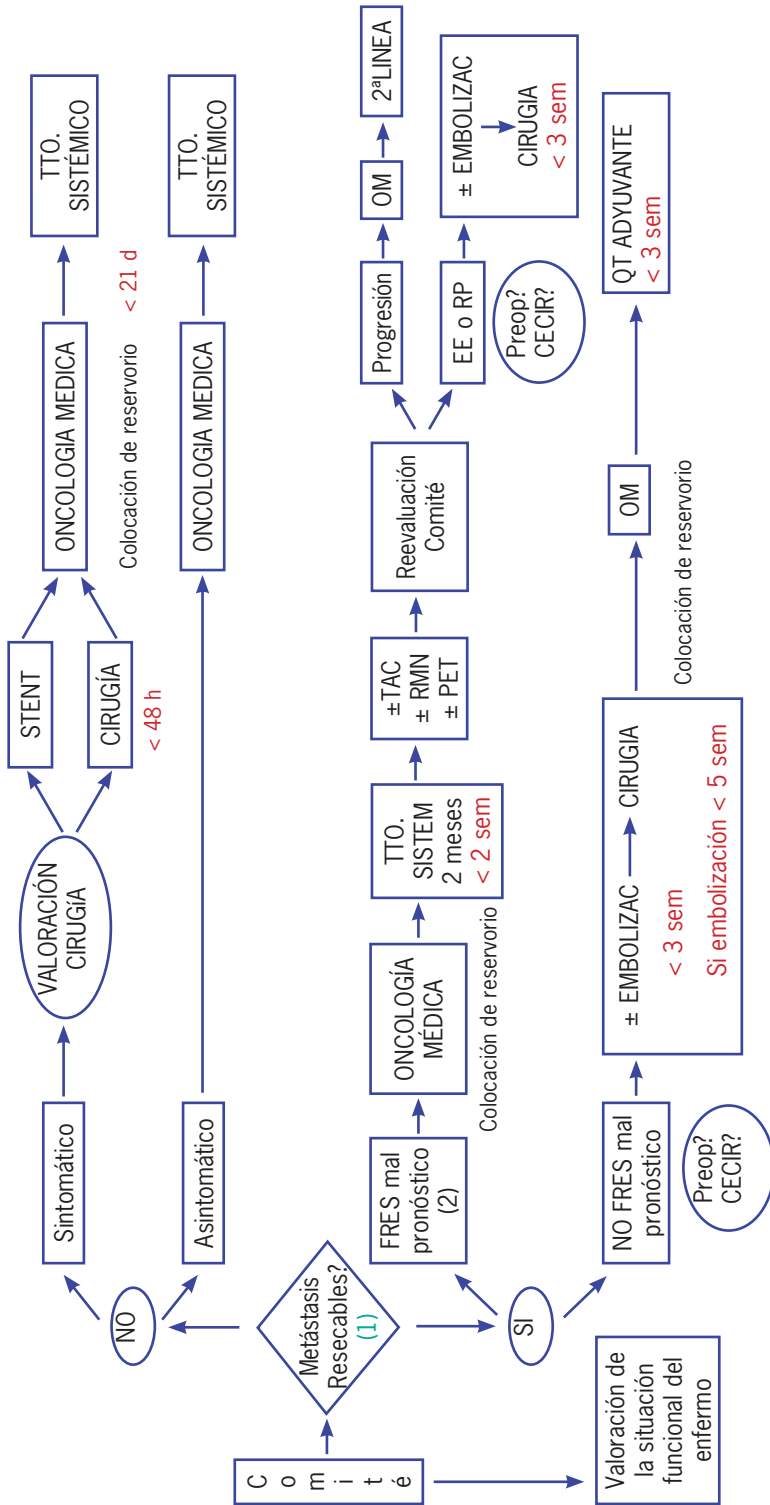 C
o
m
i
t
é
Valoración de
la situación
funcional del
enfermo
Metástasis
Resecables?
(1)
NO
Sintomático
VALORACIÓN
CIRUGíA
STENT
CIRUGÍA
< 48 h
ONCOLOGIA MEDICA
Colocación de reservorio
< 21 d
TTO.
SISTÉMICO
Asintomático
ONCOLOGIA MEDICA
TTO.
SISTÉMICO
SI
FRES mal
pronóstico
(2)
ONCOLOGÍA
MÉDICA
Colocación de reservorio
TTO.
SISTEM
2 meses
< 2 sem
±TAC
± RMN
± PET
Reevaluación
Comité
Progresión
OM
2ªLINEA
EE o RP
Preop?
CECIR?
± EMBOLIZAC
CIRUGIA
< 3 sem
NO FRES mal
pronóstico
Preop?
CECIR?
± EMBOLIZAC CIRUGIA
< 3 sem
Si embolización < 5 sem
Colocación de reservorio
OM
QT ADYUVANTE
< 3 sem